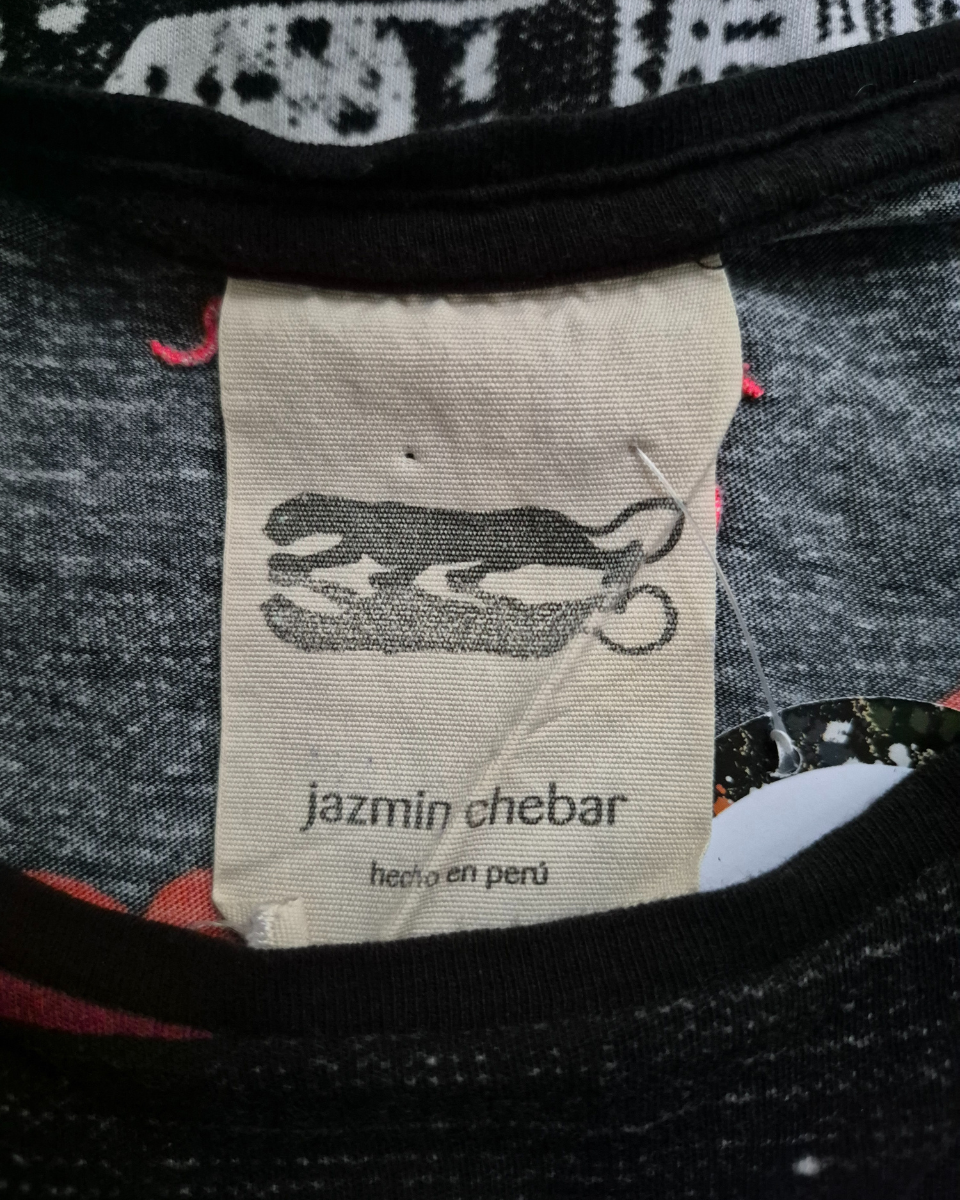 jazmin chebar
hecho en perú